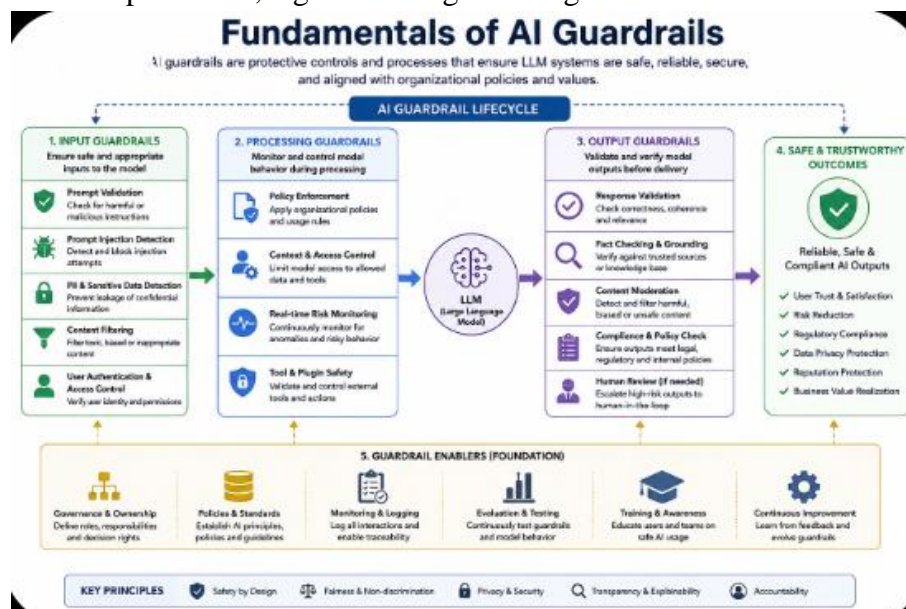 Fundamentals of AI Guardrails
AI guardrails are protective controls and processes that ensure LLM systems are safe, reliable, secure,
and aligned with organizational policies and values.
AI GUARDRAIL LIFECYCLE
1. INPUT GUARDRAILS
Ensure safe and appropriate
inputs to the model
Prompt Validation
Check for harmful or
malicious instructions
Prompt Injection Detection
Detect and block injection
attempts
PII & Sensitive Data Detection
Prevent leakage of confidential
information
Content Filtering
Filter toxic, biased or inappropriate
content
User Authentication &
Access Control
Verify user identity and permissions
2. PROCESSING GUARDRAILS
Monitor and control model
behavior during processing
Policy Enforcement
Apply organizational policies
and usage rules
Context & Access Control
Limit model access to allowed
data and tools
Real-time Risk Monitoring
Continuously monitor for
anomalies and risky behavior
Tool & Plugin Safety
Validate and control external
tools and actions
LLM
(Large Language
Model)
3. OUTPUT GUARDRAILS
Validate and verify model
outputs before delivery
Response Validation
Check correctness, coherence
and relevance
Fact Checking & Grounding
Verify against trusted sources
or knowledge base
Content Moderation
Detect and filter harmful,
biased or unsafe content
Compliance & Policy Check
Ensure outputs meet legal,
regulatory and internal policies
Human Review (if needed)
Escalate high-risk outputs to
human-in-the-loop
4. SAFE & TRUSTWORTHY
OUTCOMES
Reliable, Safe &
Compliant AI Outputs
User Trust & Satisfaction
Risk Reduction
Regulatory Compliance
Data Privacy Protection
Reputation Protection
Business Value Realization
5. GUARDRAIL ENABLERS (FOUNDATION)
Governance & Ownership
Define roles, responsibilities
and decision rights
Policies & Standards
Establish AI principles,
policies and guidelines
Monitoring & Logging
Log all interactions and
enable traceability
Evaluation & Testing
Continuously test guardrails
and model behavior
Training & Awareness
Educate users and teams on
safe AI usage
Continuous Improvement
Learn from feedback and
evolve guardrails
KEY PRINCIPLES
Safety by Design
Fairness & Non-discrimination
Privacy & Security
Transparency & Explainability
Accountability